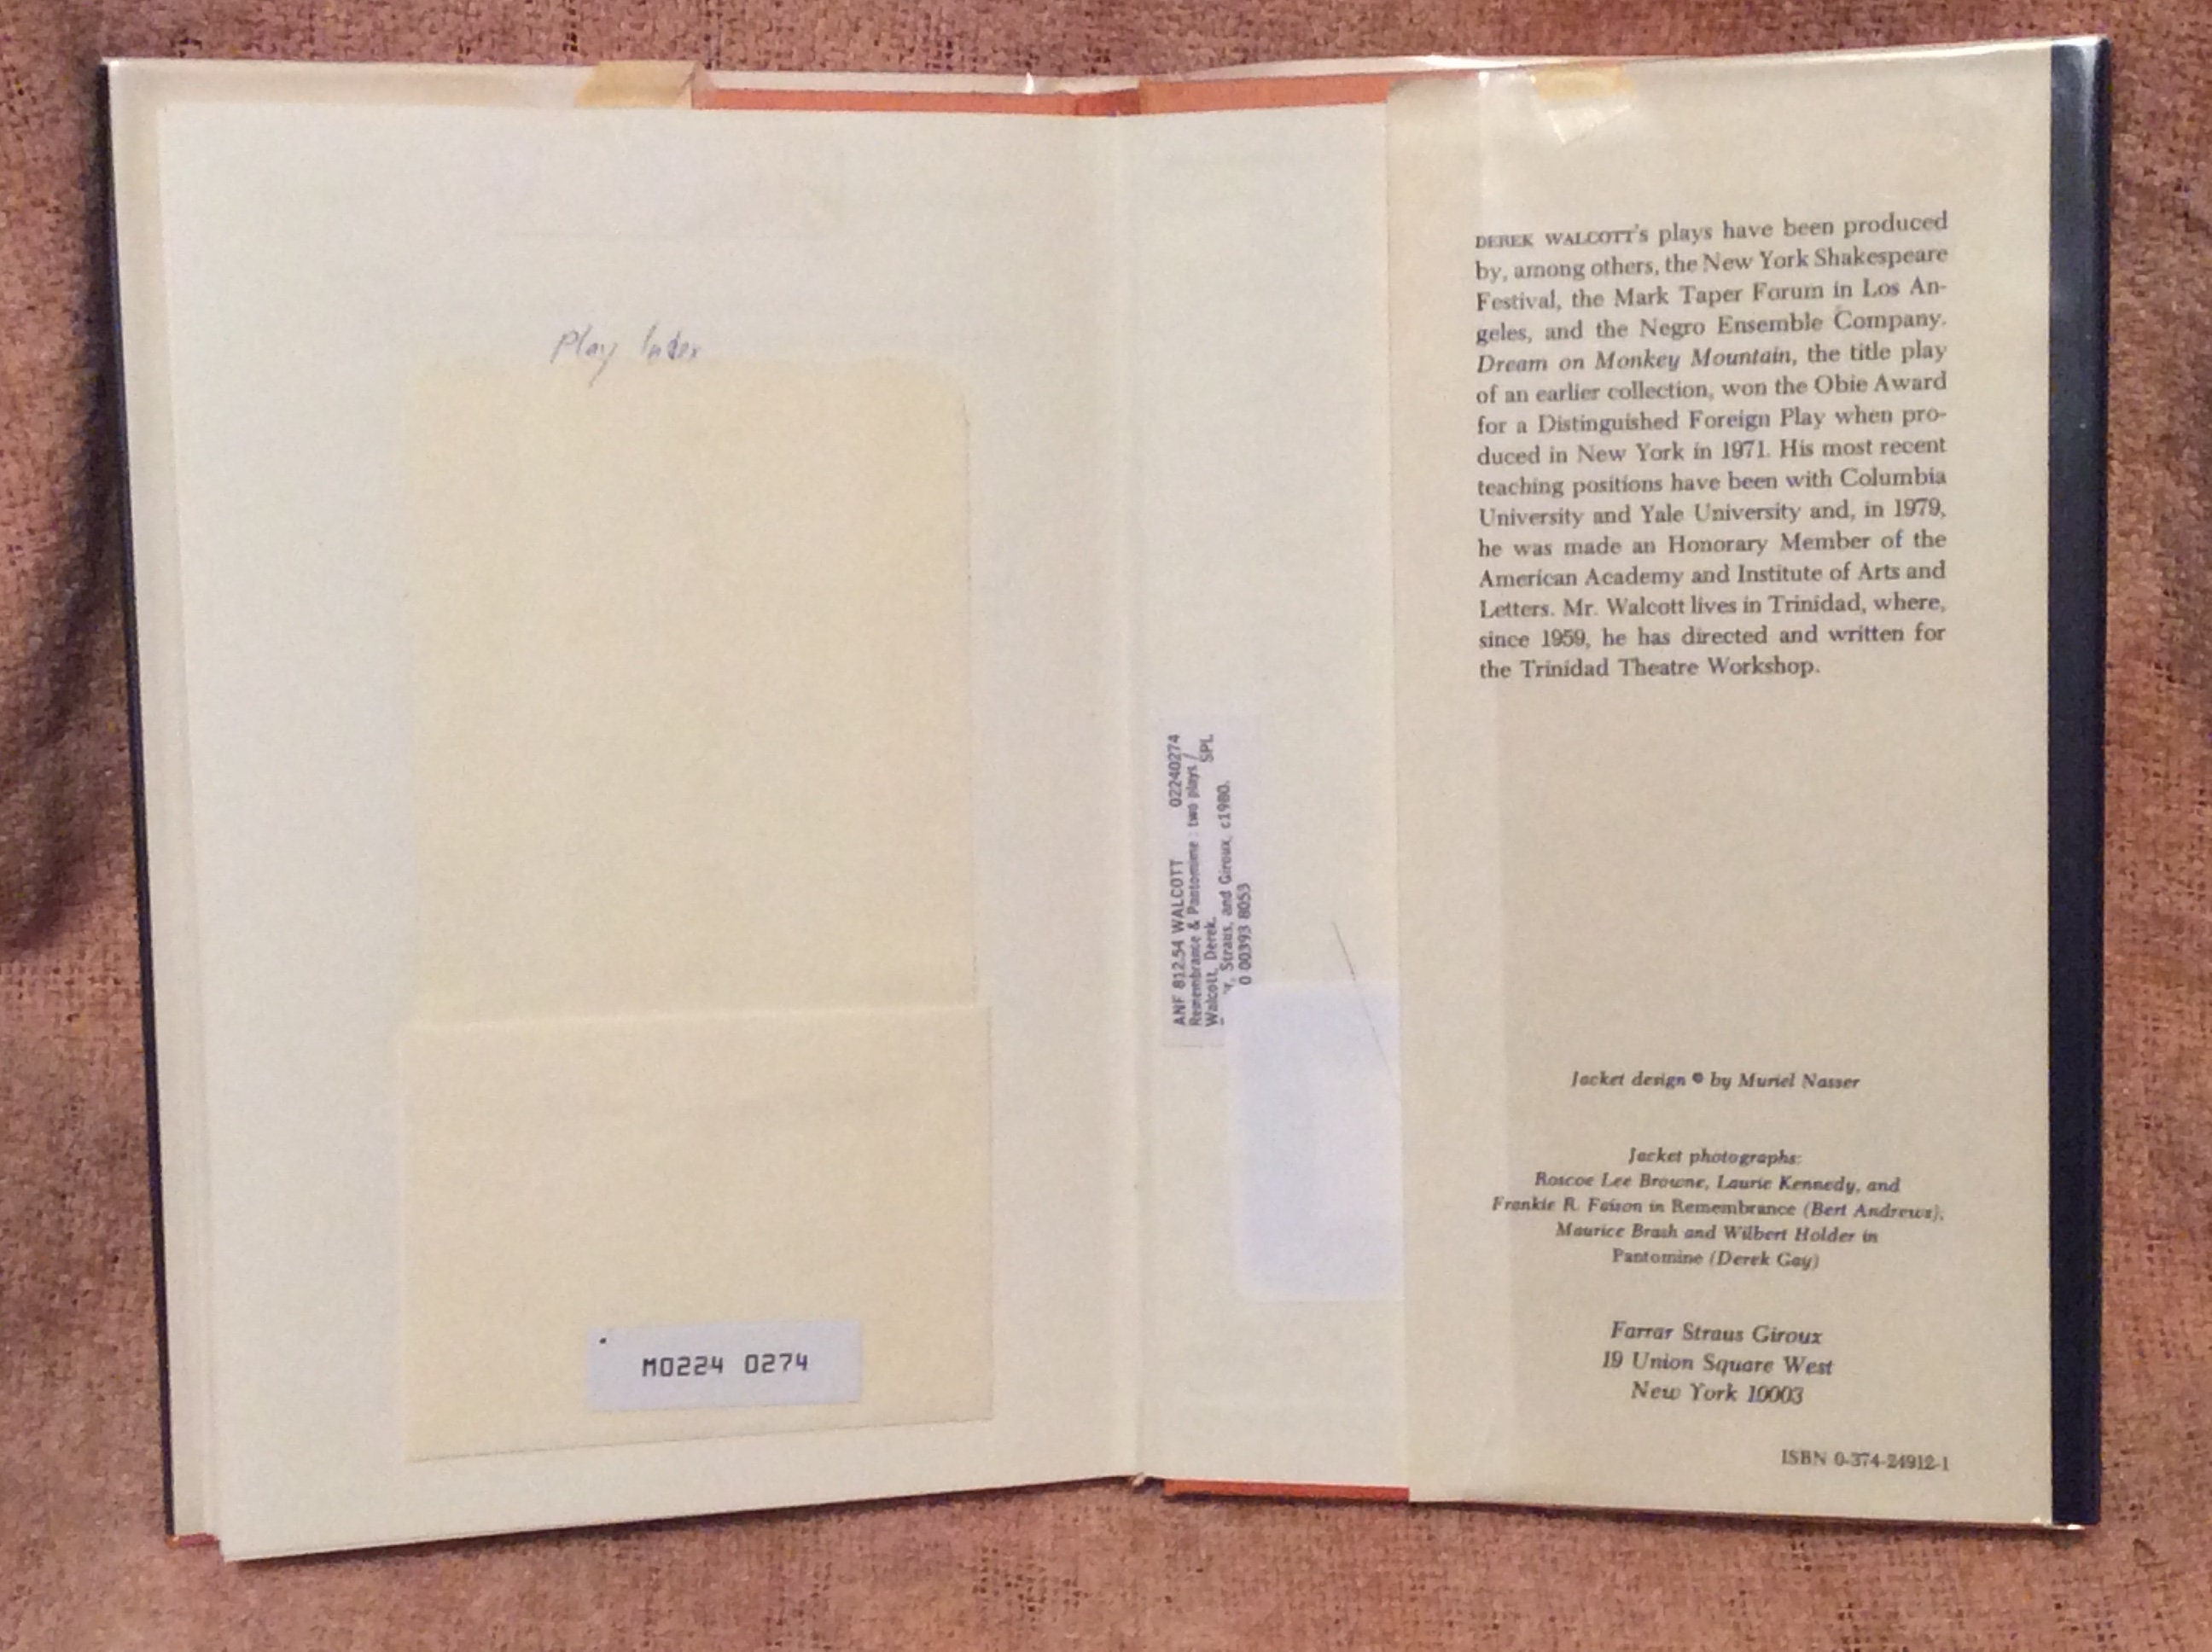 Play Index
M0224 0274
ANF 812.54 WALCOTT 02240274
Remembrance & Pantomime : two plays /
Walcott, Derek. SPL
r, Straus, and Giroux, c1980.
0 00393 8053
DEREK WALCOTT's plays have been produced
by, among others, the New York Shakespeare
Festival, the Mark Taper Forum in Los An-
geles, and the Negro Ensemble Company.
Dream on Monkey Mountain, the title play
of an earlier collection, won the Obie Award
for a Distinguished Foreign Play when pro-
duced in New York in 1971. His most recent
teaching positions have been with Columbia
University and Yale University and, in 1979,
he was made an Honorary Member of the
American Academy and Institute of Arts and
Letters. Mr. Walcott lives in Trinidad, where,
since 1959, he has directed and written for
the Trinidad Theatre Workshop.
Jacket design © by Muriel Nasser
Jacket photographs:
Roscoe Lee Browne, Laurie Kennedy, and
Frankie R. Faison in Remembrance (Bert Andrews);
Maurice Brash and Wilbert Holder in
Pantomine (Derek Gay)
Farrar Straus Giroux
19 Union Square West
New York 10003
ISBN 0-374-24912-1